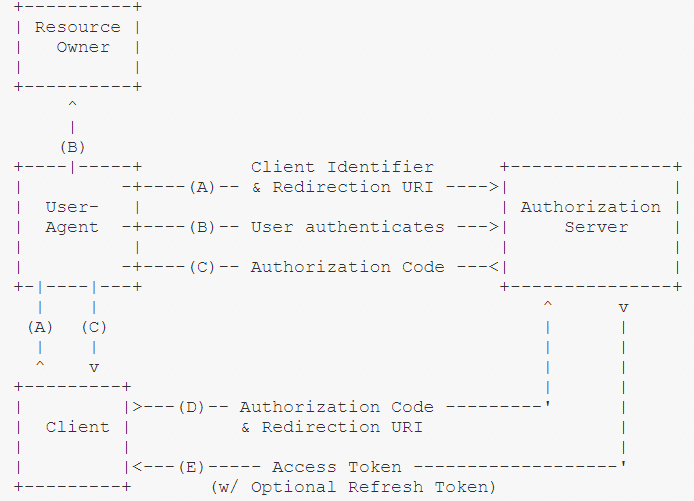 +----------+
| Resource |
|   Owner  |
|          |
+----------+
     ^
     |
    (B)
+----|-----+          Client Identifier      +---------------+
|         -+----(A)-- & Redirection URI ---->|               |
|  User-   |                                 | Authorization |
|  Agent  -+----(B)-- User authenticates --->|     Server    |
|          |                                 |               |
|         -+----(C)-- Authorization Code ---<|               |
+-|----|---+                                 +---------------+
  |    |                                         ^      v
 (A)  (C)                                        |      |
  |    |                                         |      |
  ^    v                                         |      |
+---------+                                      |      |
|         |>---(D)-- Authorization Code ---------'      |
|  Client |          & Redirection URI                  |
|         |                                             |
|         |<---(E)----- Access Token -------------------'
+---------+       (w/ Optional Refresh Token)